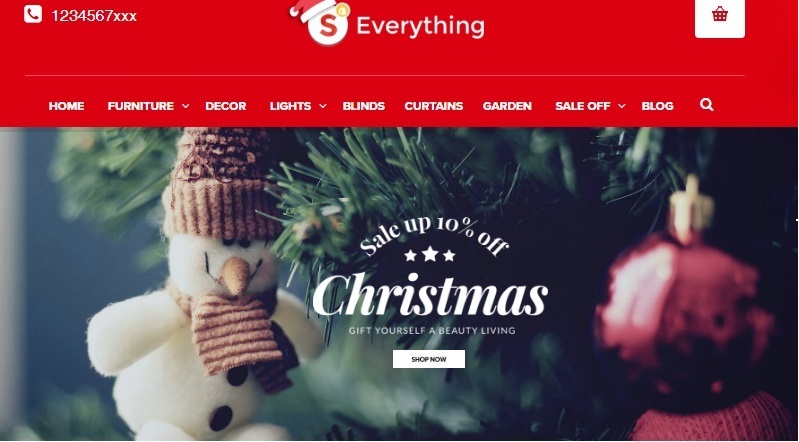 1234567xxx
S a Everything
HOME FURNITURE DECOR LIGHTS BLINDS CURTAINS GARDEN SALE OFF BLOG
Sale up 10% off
Christmas
GIFT YOURSELF A BEAUTY LIVING
SHOP NOW